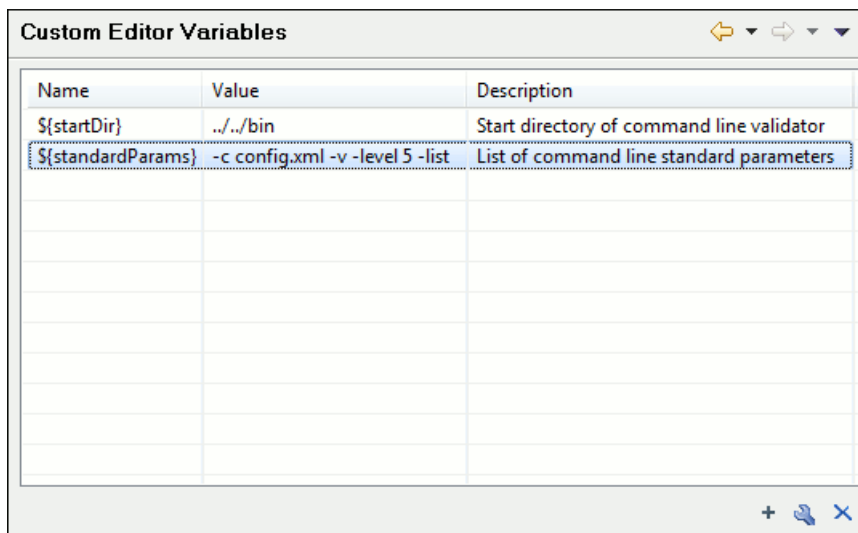 Custom Editor Variables
Name Value Description
${startDir} ../../bin Start directory of command line validator
${standardParams} -c config.xml -v -level 5 -list List of command line standard parameters